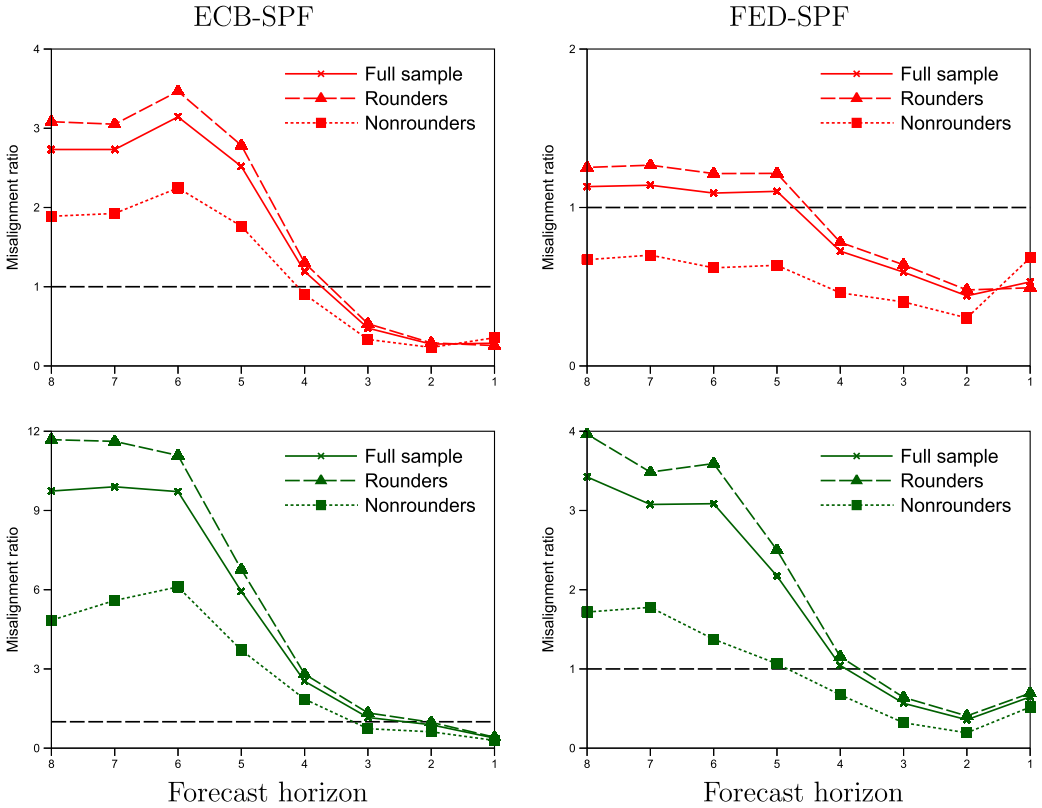 ECB-SPF
FED-SPF
4
3
2
1
0
Misalignment ratio
Full sample
Rounders
Nonrounders
8 7 6 5 4 3 2 1
2
1
0
Misalignment ratio
Full sample
Rounders
Nonrounders
8 7 6 5 4 3 2 1
12
9
6
3
0
Misalignment ratio
Full sample
Rounders
Nonrounders
8 7 6 5 4 3 2 1
Forecast horizon
4
3
2
1
0
Misalignment ratio
Full sample
Rounders
Nonrounders
8 7 6 5 4 3 2 1
Forecast horizon